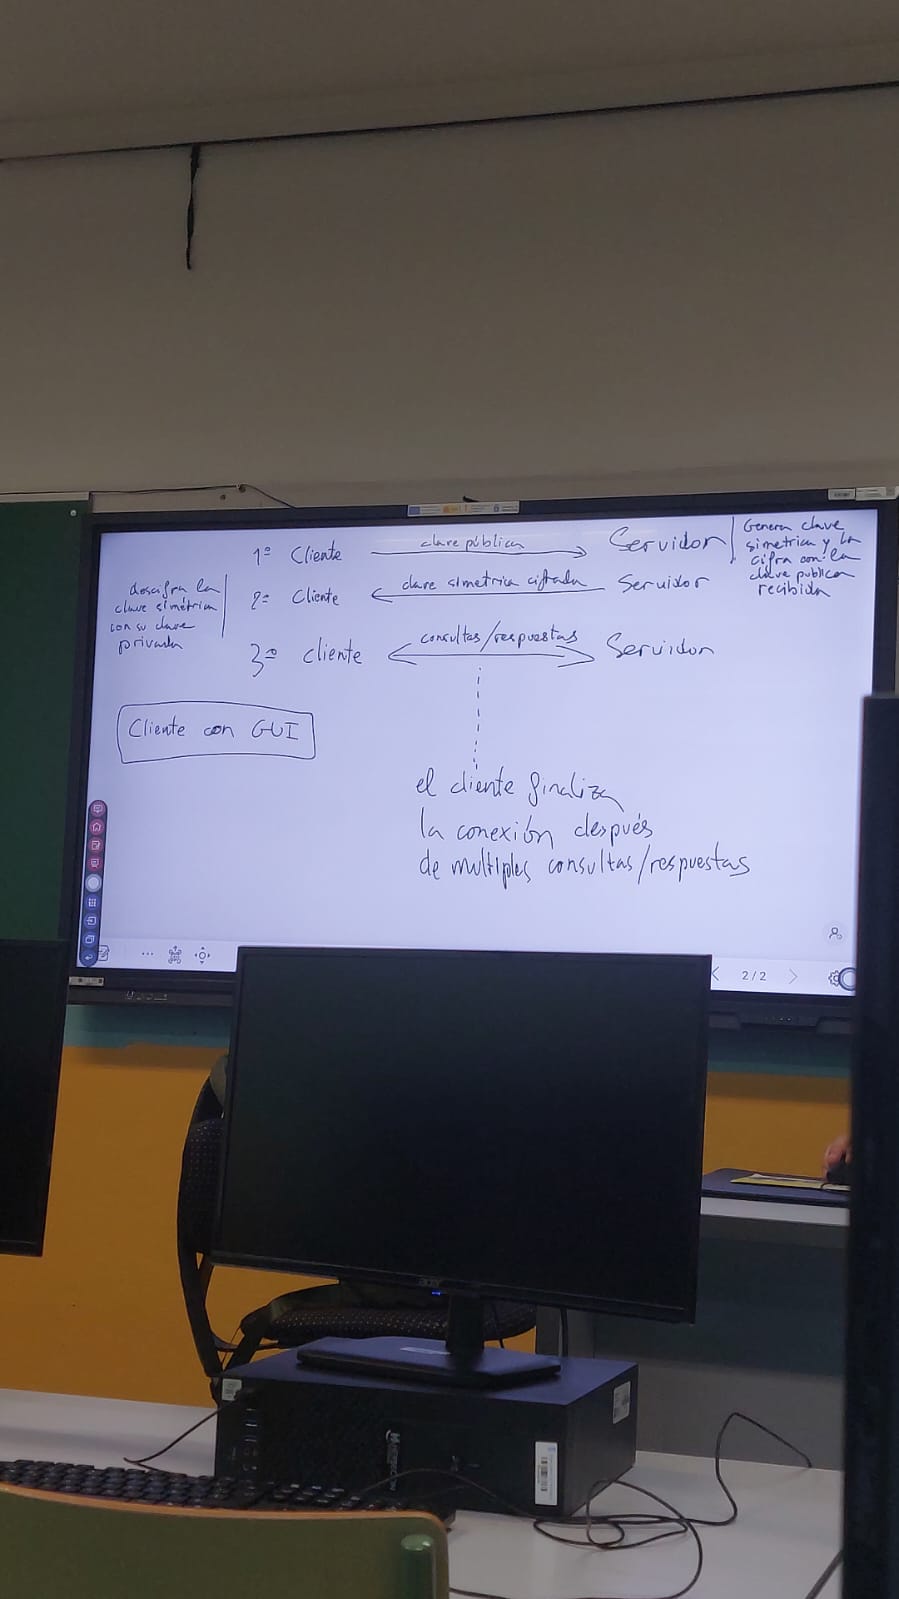 1º Cliente clave pública Servidor
Genera clave
simetrica y la
cifra con la
clave publica
recibida
2º Cliente clave simetrica cifrada Servidor
descifra la
clave simétrica
con su clave
privada
3º Cliente consultas/respuestas Servidor
Cliente con GUI
el cliente finaliza
la conexión después
de multiples consultas/respuestas
2/2
acer